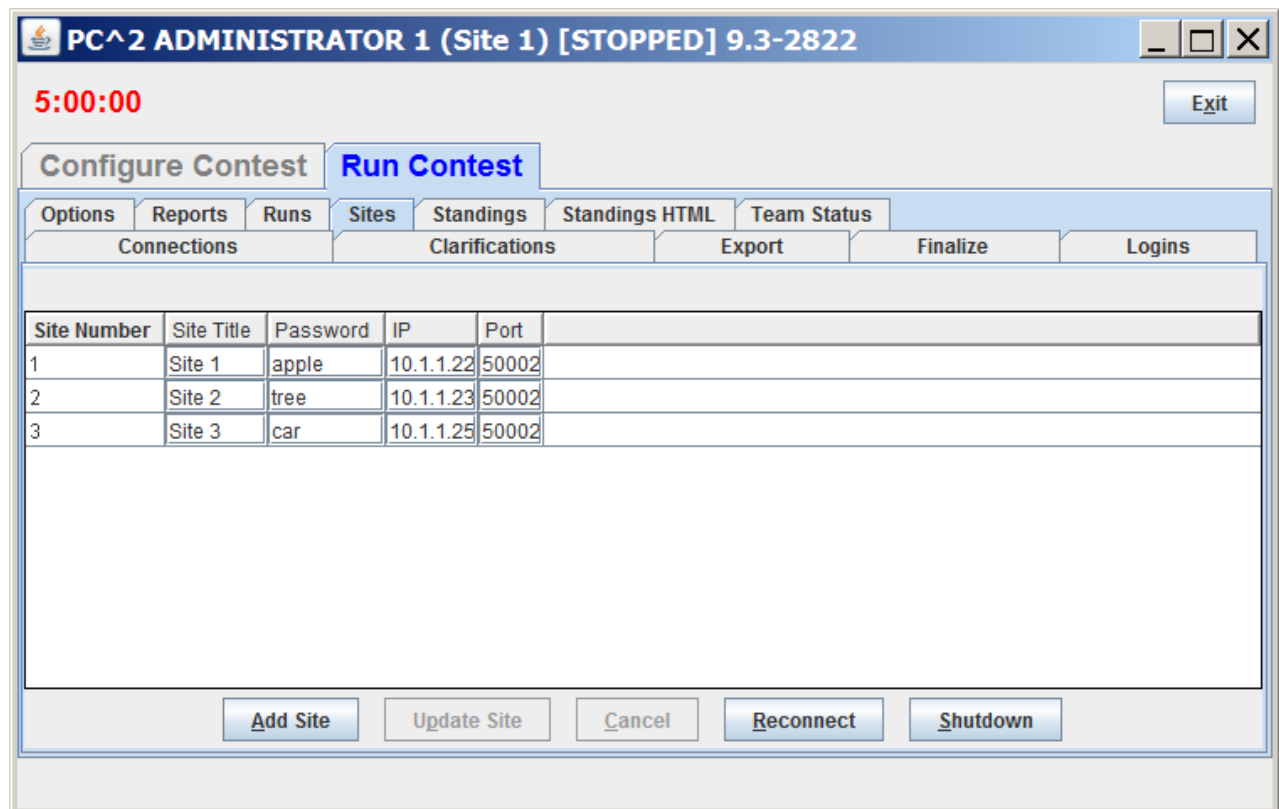 PC^2 ADMINISTRATOR 1 (Site 1) [STOPPED] 9.3-2822
5:00:00 Exit
Configure Contest Run Contest
Options Reports Runs Sites Standings Standings HTML Team Status
Connections Clarifications Export Finalize Logins
Site Number Site Title Password IP Port
1 Site 1 apple 10.1.1.22 50002
2 Site 2 tree 10.1.1.23 50002
3 Site 3 car 10.1.1.25 50002
Add Site Update Site Cancel Reconnect Shutdown